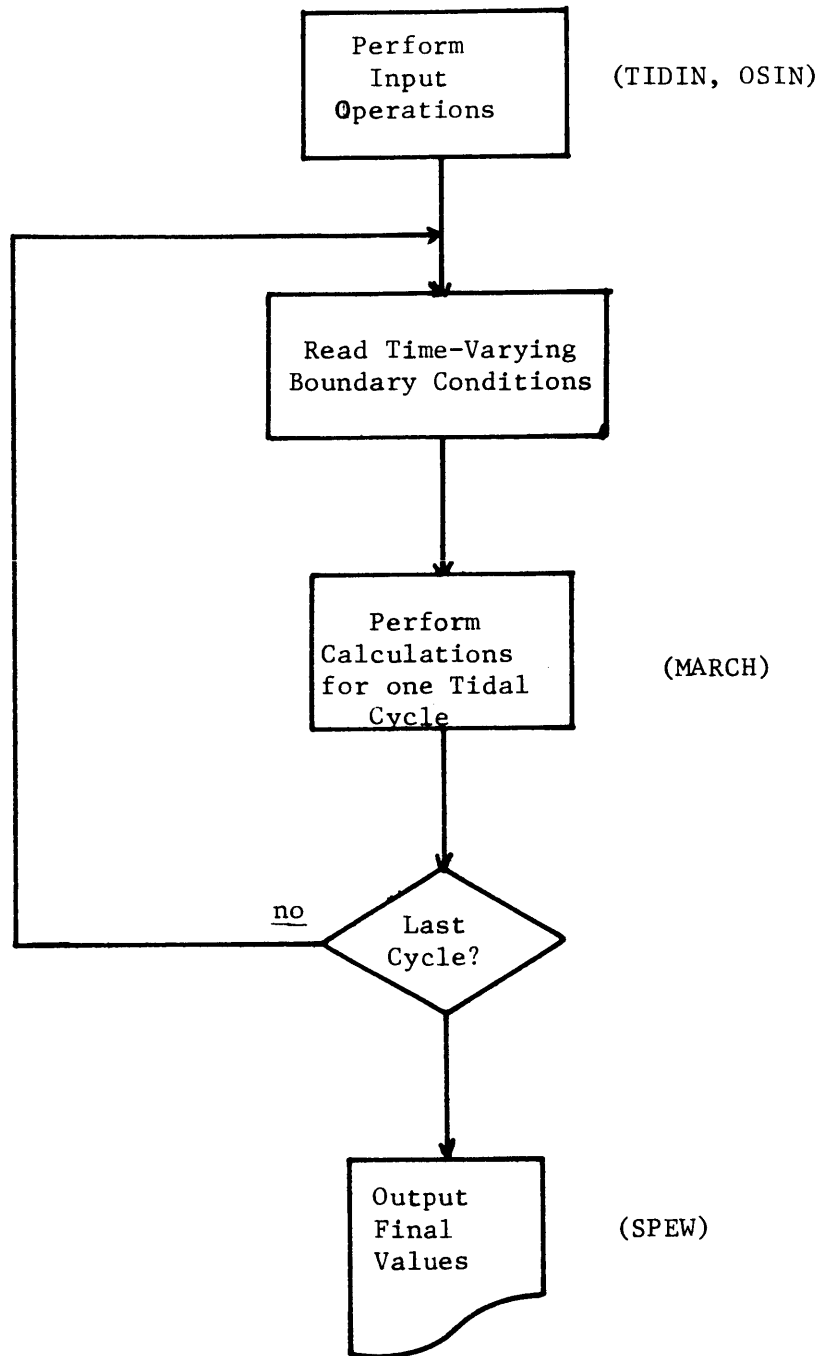 Perform
Input
Operations
(TIDIN, OSIN)
Read Time-Varying
Boundary Conditions
Perform
Calculations
for one Tidal
Cycle
(MARCH)
no
Last
Cycle?
Output
Final
Values
(SPEW)